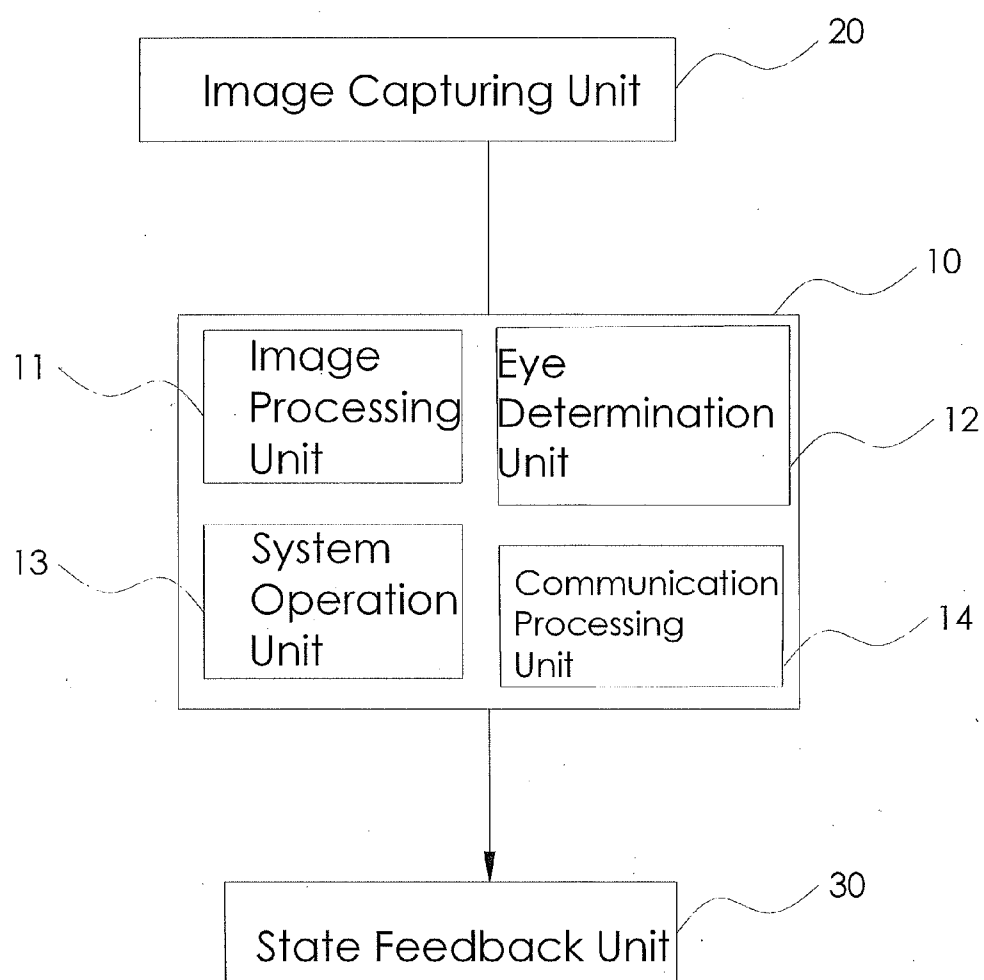 20
Image Capturing Unit
10
11
Image
Processing
Unit
Eye
Determination
Unit
12
13
System
Operation
Unit
Communication
Processing
Unit
14
30
State Feedback Unit